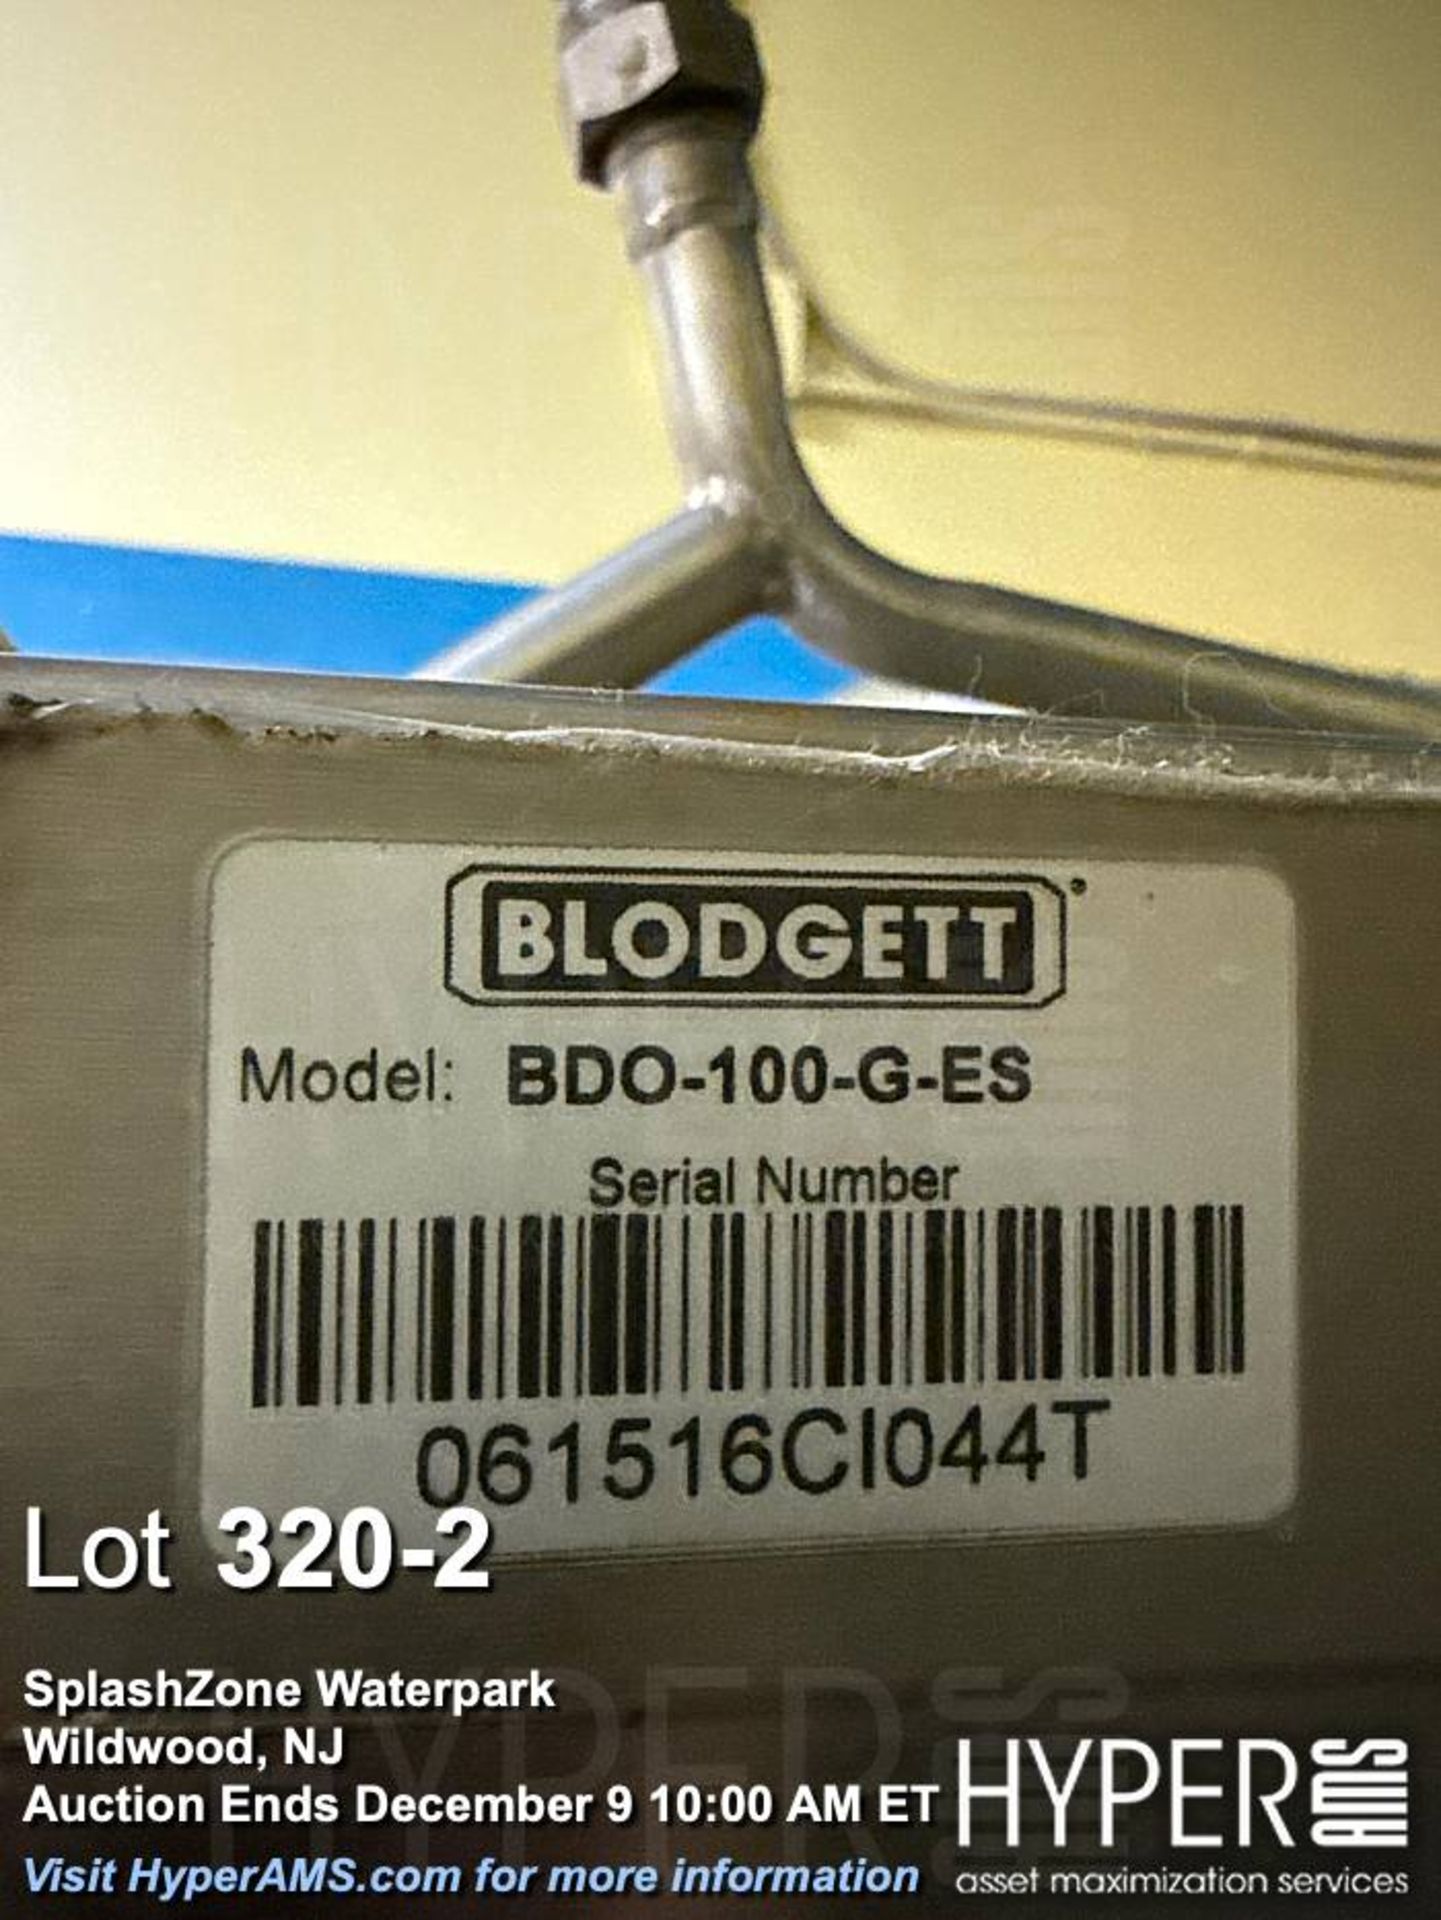 BLODGETT
Model: BDO-100-G-ES
Serial Number
061516CI044T
Lot 320-2
SplashZone Waterpark
Wildwood, NJ
Auction Ends December 9 10:00 AM ET
Visit HyperAMS.com for more information
HYPER AMS
asset maximization services